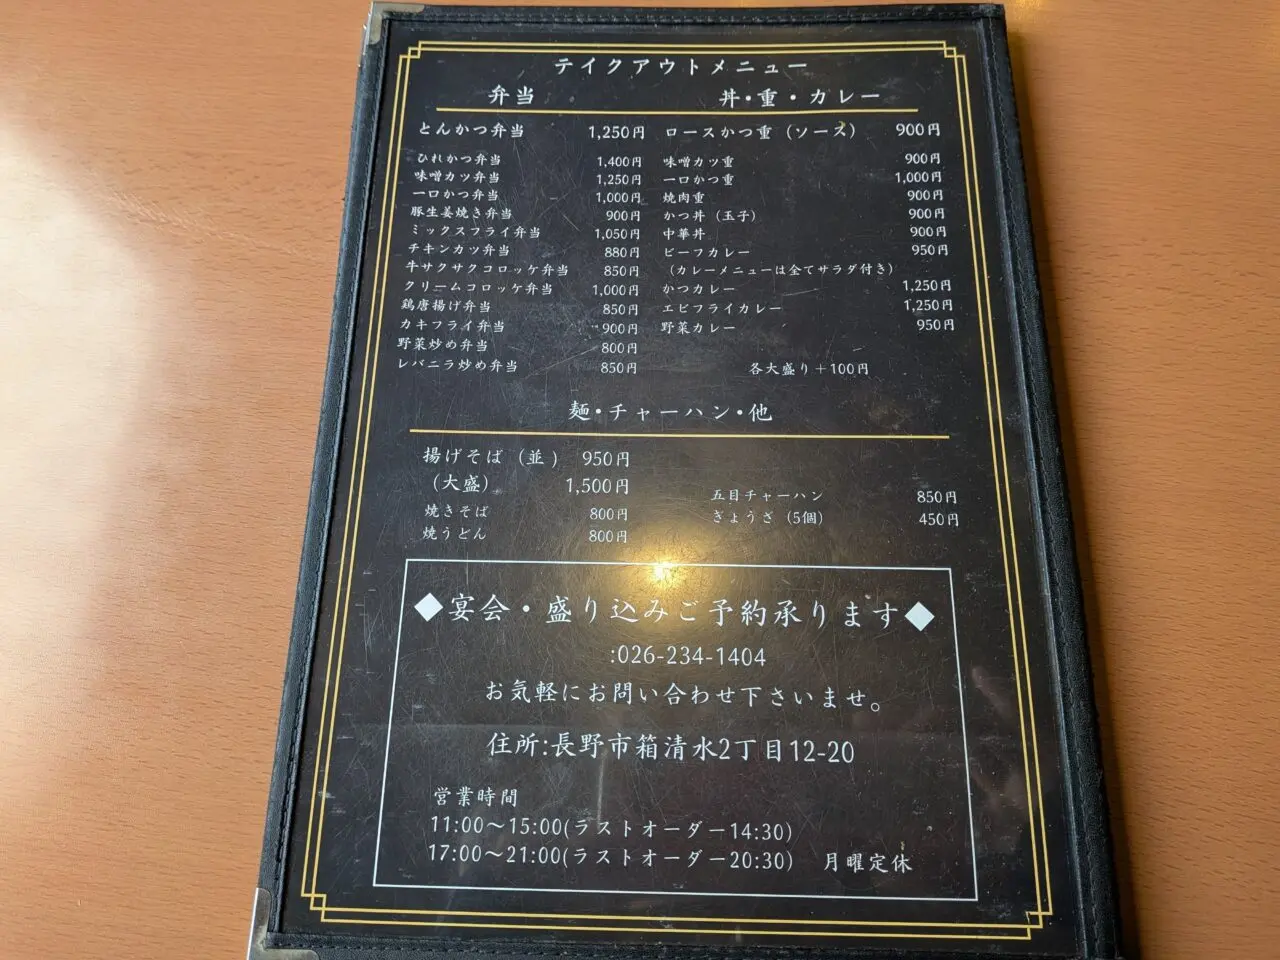 テイクアウトメニュー
弁当
とんかつ弁当 1,250円
ひれかつ弁当 1,400円
味噌カツ弁当 1,250円
一口かつ弁当 1,000円
豚生姜焼き弁当 900円
ミックスフライ弁当 1,050円
チキンカツ弁当 880円
牛サクサクコロッケ弁当 850円
クリームコロッケ弁当 1,000円
鶏唐揚げ弁当 850円
カキフライ弁当 900円
野菜炒め弁当 800円
レバニラ炒め弁当 850円
丼・重・カレー
ロースかつ重（ソース） 900円
味噌カツ重 900円
一口かつ重 1,000円
焼肉重 900円
かつ丼（玉子） 900円
中華丼 900円
ビーフカレー 950円
（カレーメニューは全てサラダ付き）
かつカレー 1,250円
エビフライカレー 1,250円
野菜カレー 950円
各大盛り＋100円
麺・チャーハン・他
揚げそば（並） 950円
（大盛） 1,500円
焼きそば 800円
焼うどん 800円
五目チャーハン 850円
ぎょうざ（5個） 450円
◆宴会・盛り込みご予約承ります◆
:026-234-1404
お気軽にお問い合わせ下さいませ。
住所:長野市箱清水2丁目12-20
営業時間
11:00〜15:00(ラストオーダー14:30)
17:00〜21:00(ラストオーダー20:30) 月曜定休